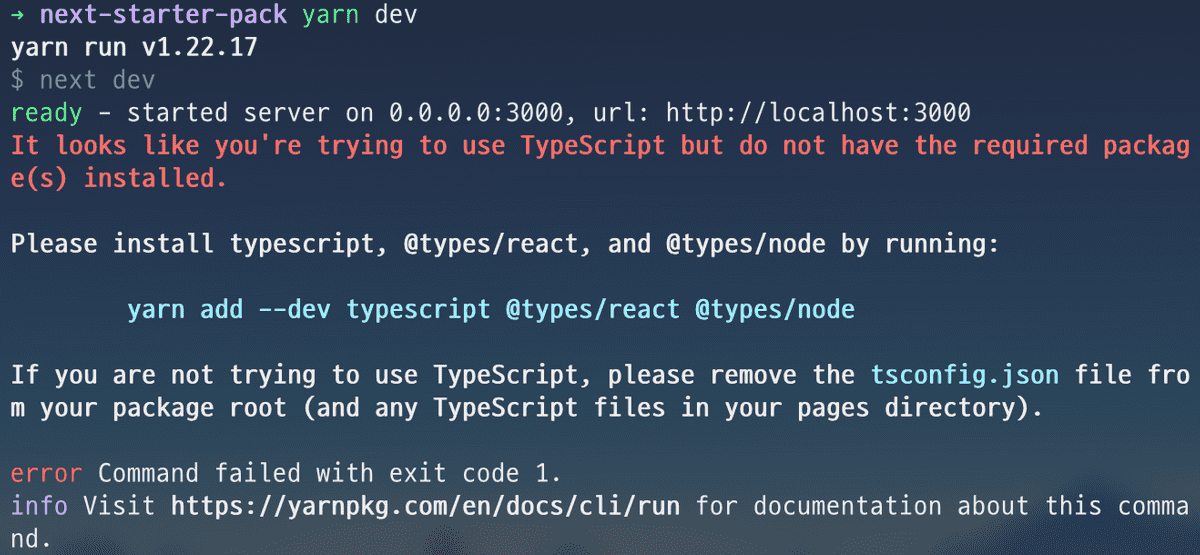 → next-starter-pack yarn dev
yarn run v1.22.17
$ next dev
ready - started server on 0.0.0.0:3000, url: http://localhost:3000
It looks like you're trying to use TypeScript but do not have the required packag
e(s) installed.
Please install typescript, @types/react, and @types/node by running:
yarn add --dev typescript @types/react @types/node
If you are not trying to use TypeScript, please remove the tsconfig.json file fro
m your package root (and any TypeScript files in your pages directory).
error Command failed with exit code 1.
info Visit https://yarnpkg.com/en/docs/cli/run for documentation about this comma
nd.